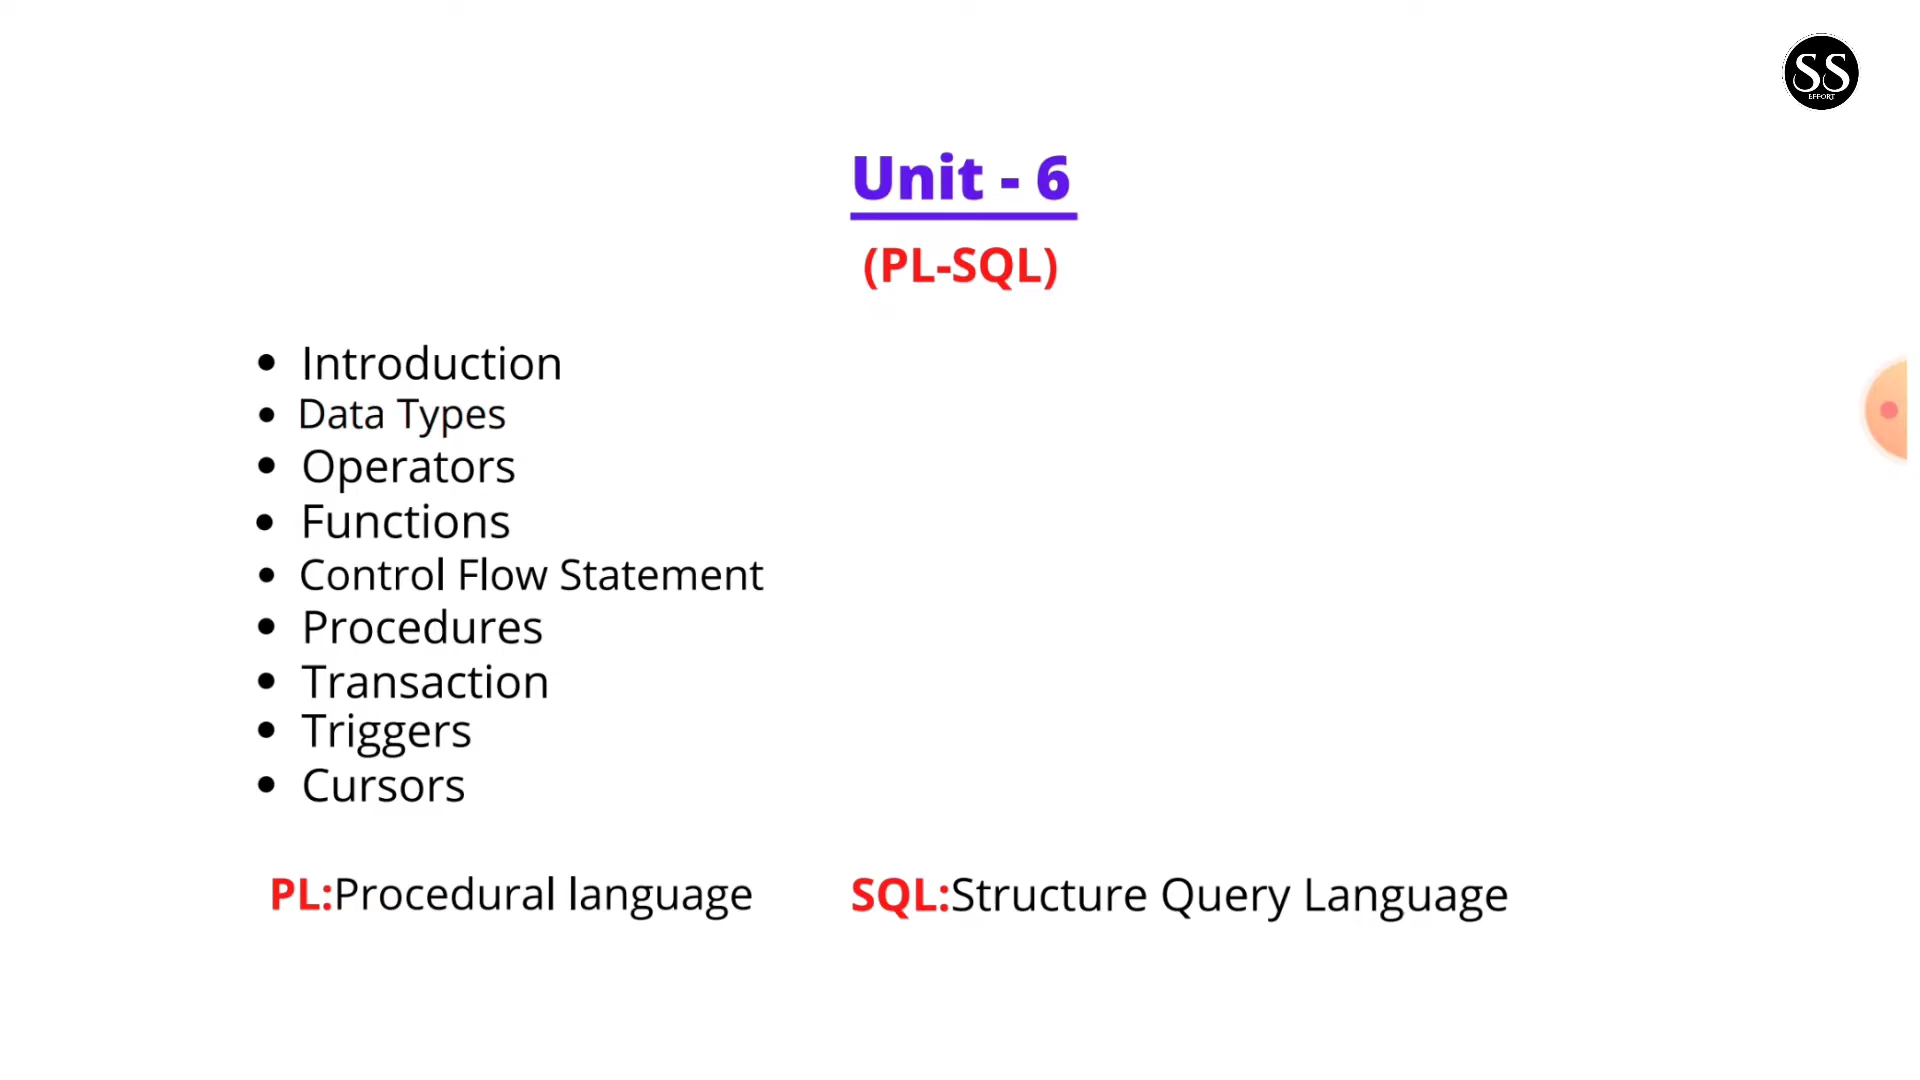 SS
EFFORT
Unit - 6
(PL-SQL)
• Introduction
• Data Types
• Operators
• Functions
• Control Flow Statement
• Procedures
• Transaction
• Triggers
• Cursors
PL:Procedural language SQL:Structure Query Language